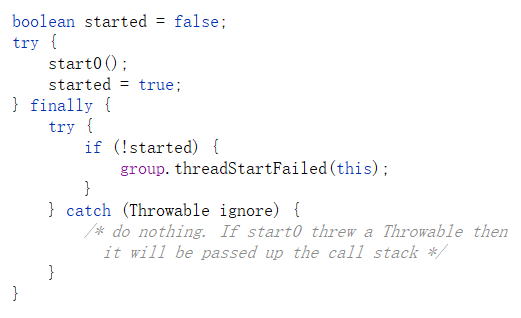 boolean started = false;
try {
    start0();
    started = true;
} finally {
    try {
        if (!started) {
            group.threadStartFailed(this);
        }
    } catch (Throwable ignore) {
        /* do nothing. If start0 threw a Throwable then
          it will be passed up the call stack */
    }
}